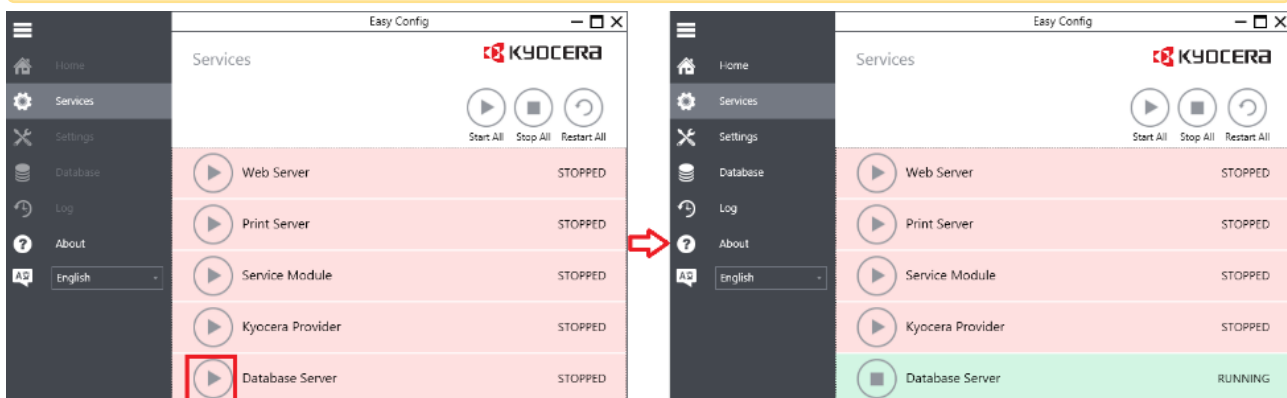 Easy Config
Services
KYOCERA
Home
Services
Settings
Database
Log
About
English
Start All Stop All Restart All
Web Server STOPPED
Print Server STOPPED
Service Module STOPPED
Kyocera Provider STOPPED
Database Server STOPPED
Easy Config
Services
KYOCERA
Home
Services
Settings
Database
Log
About
English
Start All Stop All Restart All
Web Server STOPPED
Print Server STOPPED
Service Module STOPPED
Kyocera Provider STOPPED
Database Server RUNNING